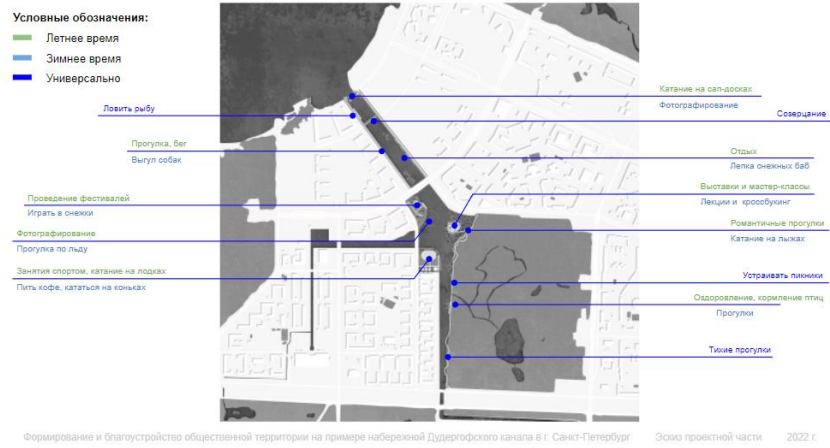 Условные обозначения:
Летнее время
Зимнее время
Универсально
Ловить рыбу
Прогулка, бег
Выгул собак
Проведение фестивалей
Играть в снежки
Фотографирование
Прогулка по льду
Занятия спортом, катание на лодках
Пить кофе, кататься на коньках
Катание на сап-досках
Фотографирование
Созерцание
Отдых
Лепка снежных баб
Выставки и мастер-классы
Лекции и кроссбукинг
Романтичные прогулки
Катание на лыжах
Устраивать пикники
Оздоровление, кормление птиц
Прогулки
Тихие прогулки
Формирование и благоустройство общественной территории на примере набережной Дудергофского канала в г. Санкт-Петербург
Эскиз проектной части
2022 г.